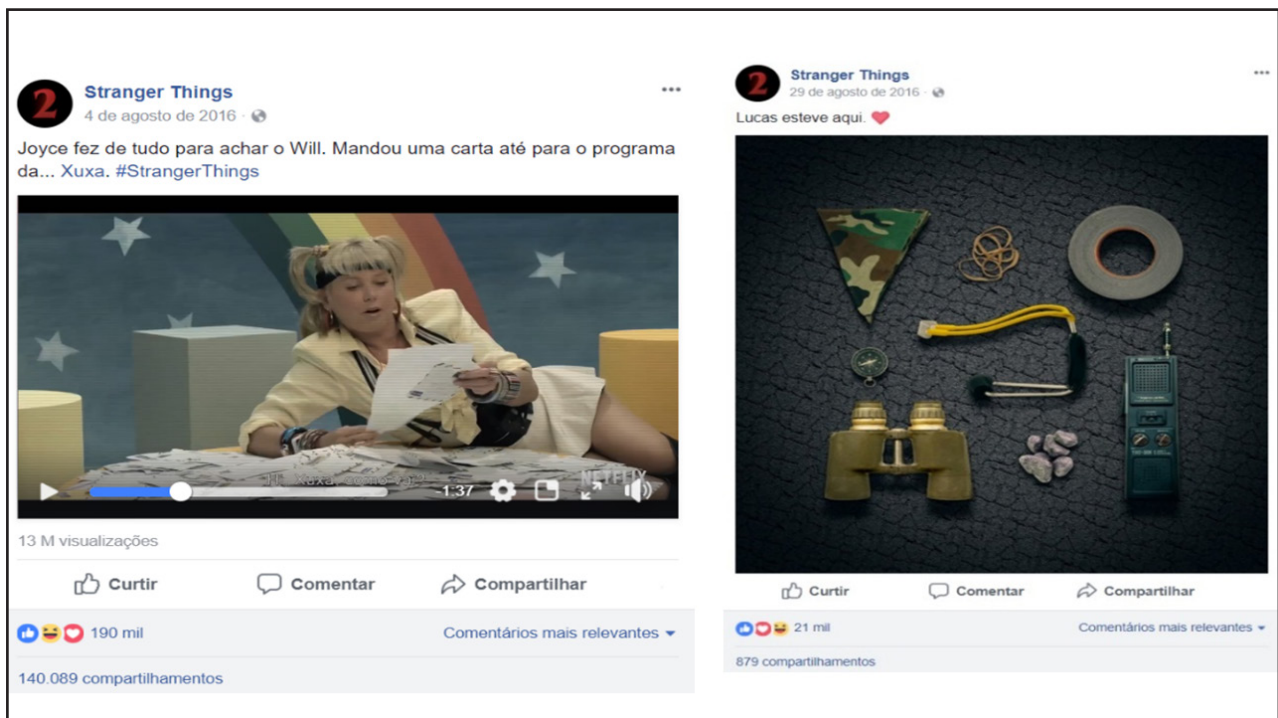 2
Stranger Things
4 de agosto de 2016
Joyce fez de tudo para achar o Will. Mandou uma carta até para o programa
da... Xuxa. #StrangerThings
NETFLIX
-1:37
13 M visualizações
Curtir Comentar Compartilhar
190 mil Comentários mais relevantes
140.089 compartilhamentos
2
Stranger Things
29 de agosto de 2016
Lucas esteve aqui.
Curtir Comentar Compartilhar
21 mil Comentários mais relevantes
879 compartilhamentos